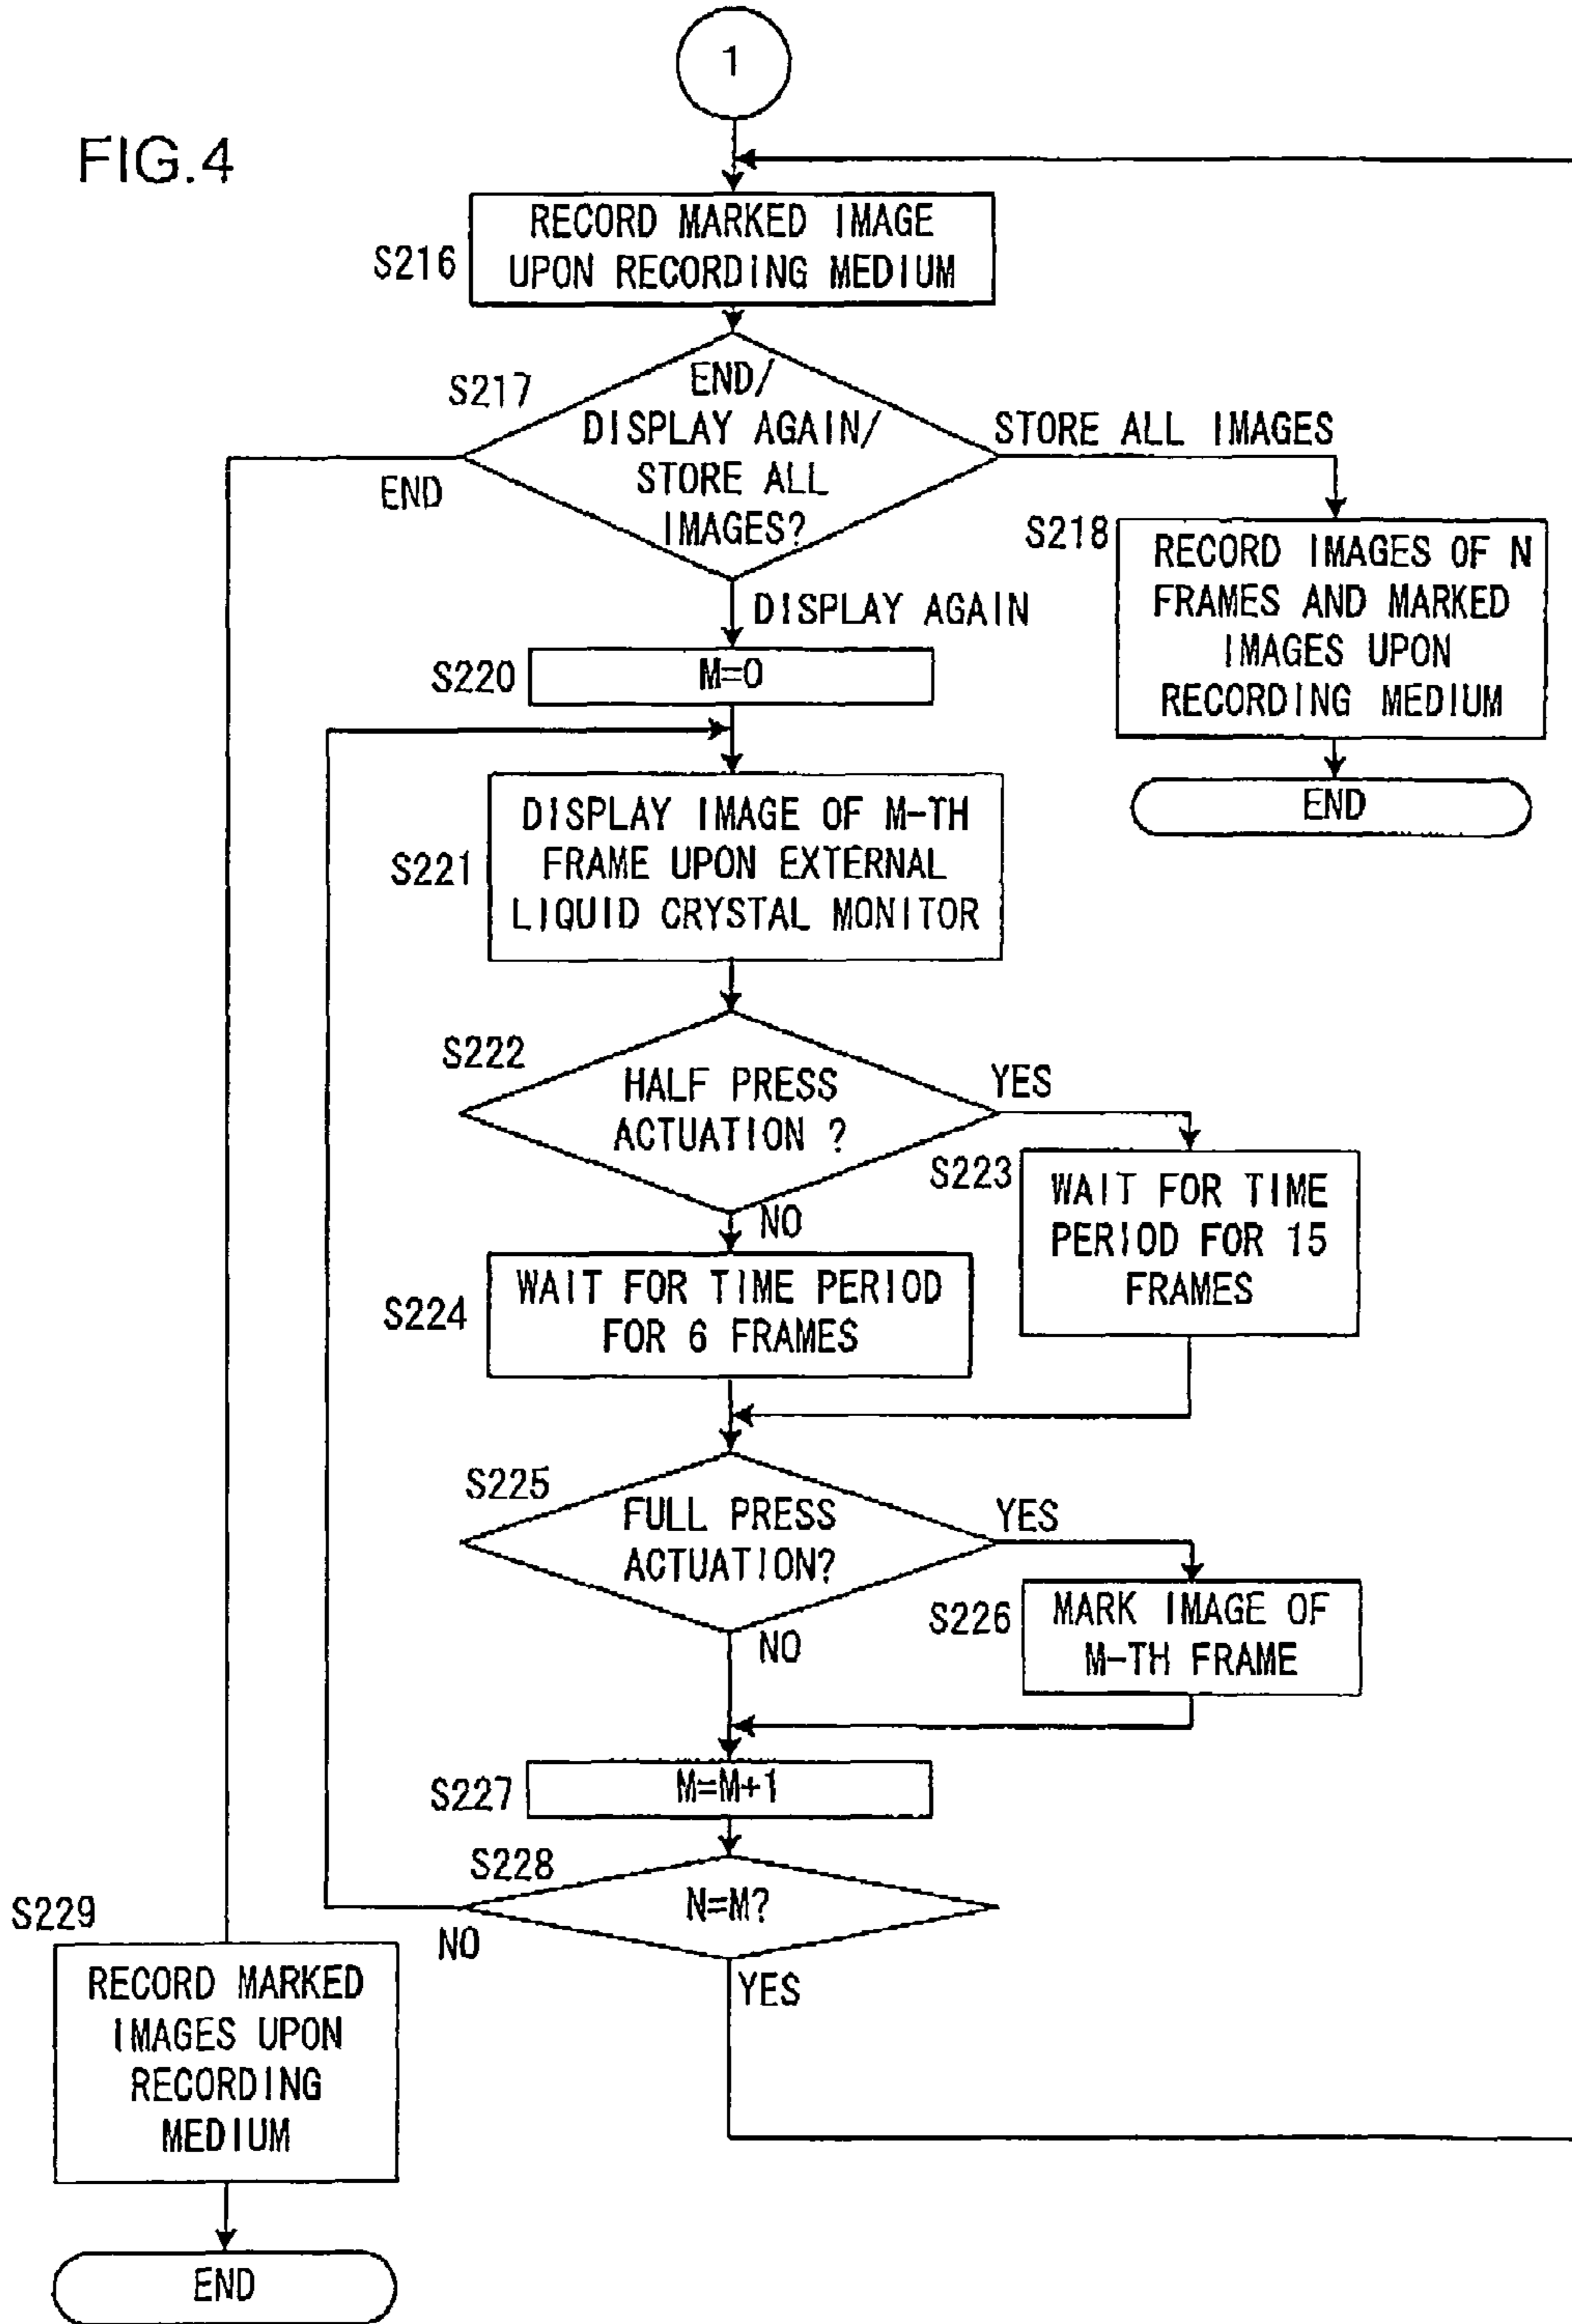 1
FIG.4
S216
RECORD MARKED IMAGE
UPON RECORDING MEDIUM
S217
END/
DISPLAY AGAIN/
STORE ALL
IMAGES?
END
STORE ALL IMAGES
S218
RECORD IMAGES OF N
FRAMES AND MARKED
IMAGES UPON
RECORDING MEDIUM
END
DISPLAY AGAIN
S220
M=0
S221
DISPLAY IMAGE OF M-TH
FRAME UPON EXTERNAL
LIQUID CRYSTAL MONITOR
S222
HALF PRESS
ACTUATION ?
YES
S223
WAIT FOR TIME
PERIOD FOR 15
FRAMES
NO
S224
WAIT FOR TIME PERIOD
FOR 6 FRAMES
S225
FULL PRESS
ACTUATION?
YES
S226
MARK IMAGE OF
M-TH FRAME
NO
S227
M=M+1
S228
N=M?
NO
YES
S229
RECORD MARKED
IMAGES UPON
RECORDING
MEDIUM
END